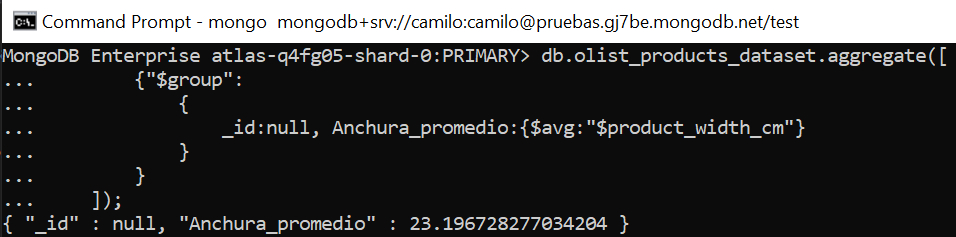 Command Prompt - mongo  mongodb+srv://camilo:camilo@pruebas.gj7be.mongodb.net/test
MongoDB Enterprise atlas-q4fg05-shard-0:PRIMARY> db.olist_products_dataset.aggregate([
...      {"$group":
...          {
...              _id:null, Anchura_promedio:{$avg:"$product_width_cm"}
...          }
...      }
...  ]);
{ "_id" : null, "Anchura_promedio" : 23.196728277034204 }